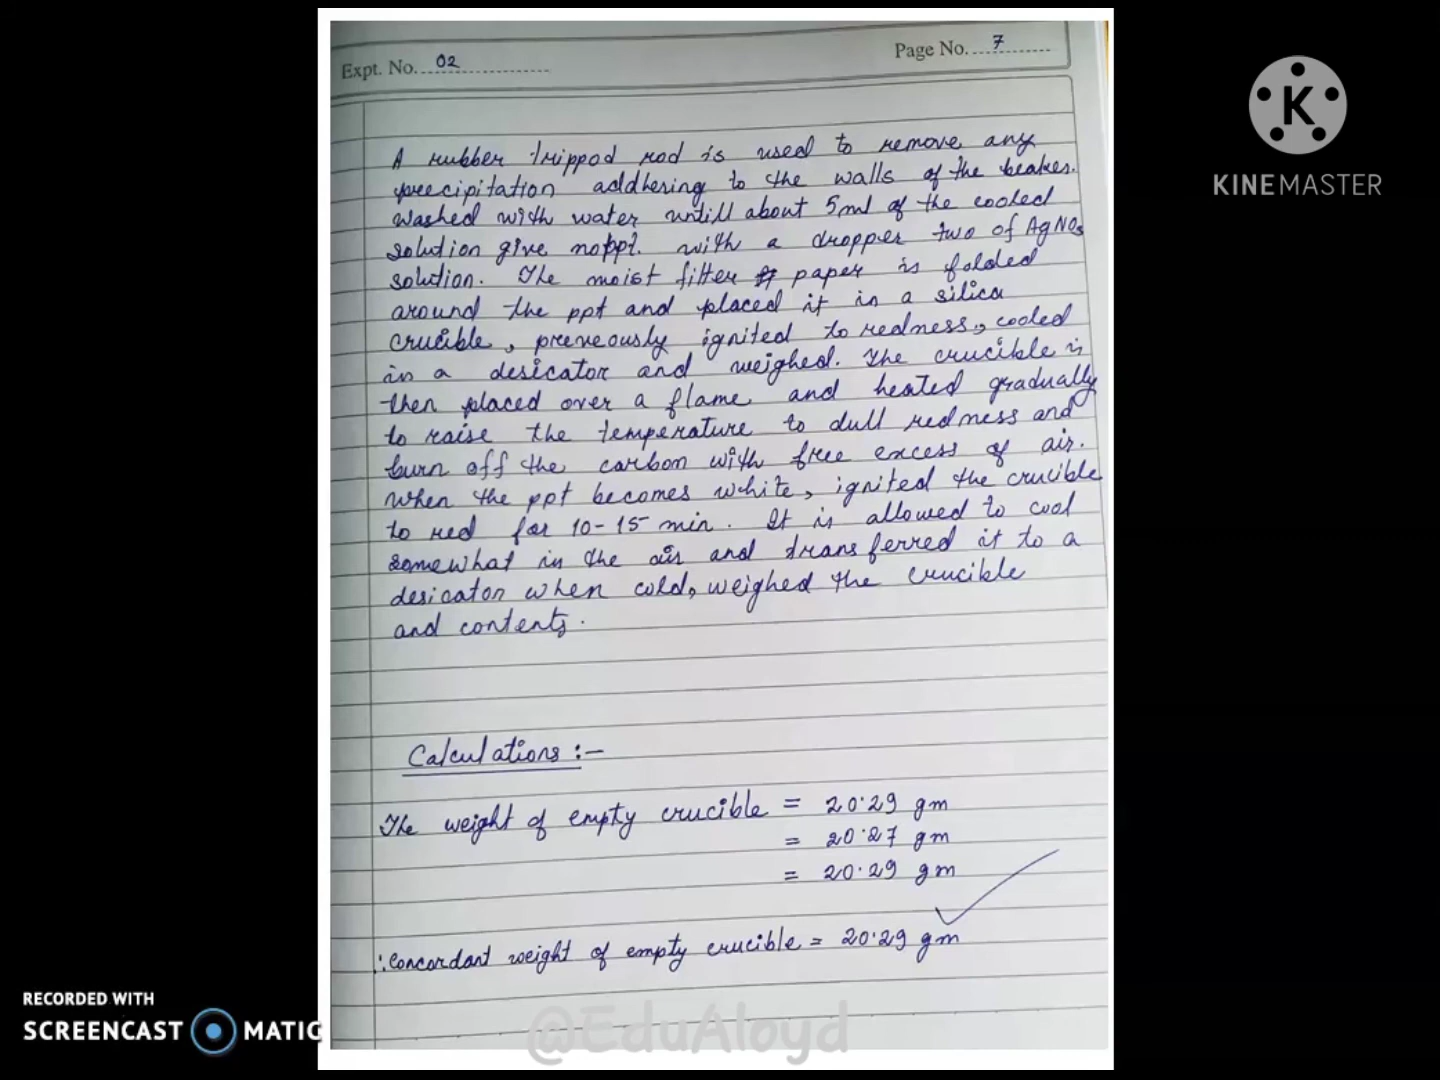 Expt. No. 02
Page No. 7
A rubber trippod rod is used to remove any
precipitation addhering to the walls of the beaker.
washed with water untill about 5ml of the cooled
solution give noppt. with a dropper two of AgNO3
solution. The moist filter paper is folded
around the ppt and placed it in a silica
crucible, preveously ignited to redness, cooled
in a desicator and weighed. The crucible is
then placed over a flame and heated gradually
to raise the temperature to dull redness and
burn off the carbon with free excess of air.
when the ppt becomes white, ignited the crucible
to red for 10-15 min. It is allowed to cool
somewhat in the air and transferred it to a
desicator when cold, weighed the crucible
and contents.
Calculations :-
The weight of empty crucible = 20.29 gm
= 20.27 gm
= 20.29 gm
∴ Concordant weight of empty crucible = 20.29 gm
@EduAloyd
K
KINEMASTER
RECORDED WITH
SCREENCAST MATIC